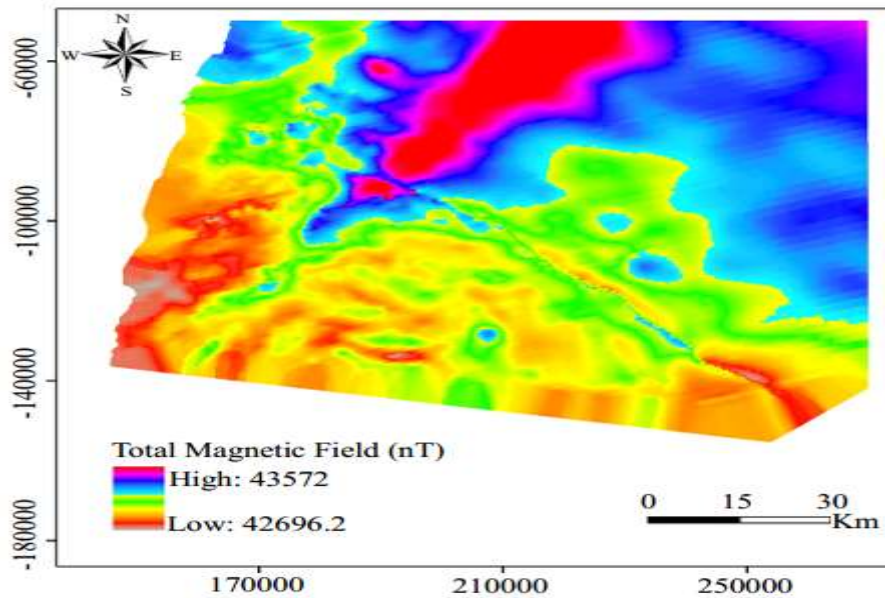 N
W E
S
-60000
-100000
-140000
-180000
Total Magnetic Field (nT)
High: 43572
Low: 42696.2
0 15 30
Km
170000 210000 250000